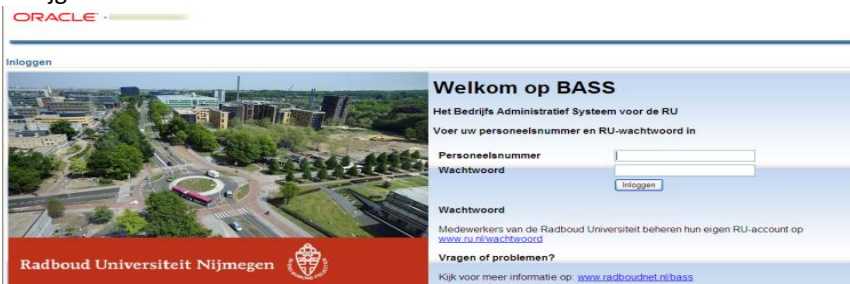 ORACLE
Inloggen
Welkom op BASS
Het Bedrijfs Administratief Systeem voor de RU
Voer uw personeelsnummer en RU-wachtwoord in
Personeelsnummer
Wachtwoord
Inloggen
Wachtwoord
Medewerkers van de Radboud Universiteit beheren hun eigen RU-account op
www.ru.nl/wachtwoord
Vragen of problemen?
Kijk voor meer informatie op: www.radboudnet.nl/bass
Radboud Universiteit Nijmegen